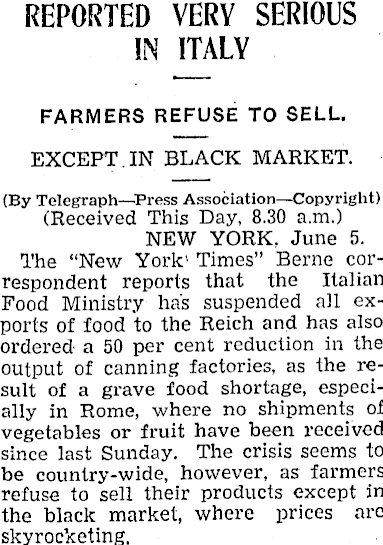 REPORTED VERY SERIOUS
IN ITALY
FARMERS REFUSE TO SELL.
EXCEPT IN BLACK MARKET.
(By Telegraph—Press Association—Copyright)
(Received This Day, 8.30 a.m.)
NEW YORK, June 5.
The "New York Times" Berne cor-
respondent reports that the Italian
Food Ministry has suspended all ex-
ports of food to the Reich and has also
ordered a 50 per cent reduction in the
output of canning factories, as the re-
sult of a grave food shortage, especi-
ally in Rome, where no shipments of
vegetables or fruit have been received
since last Sunday. The crisis seems to
be country-wide, however, as farmers
refuse to sell their products except in
the black market, where prices are
skyrocketing.